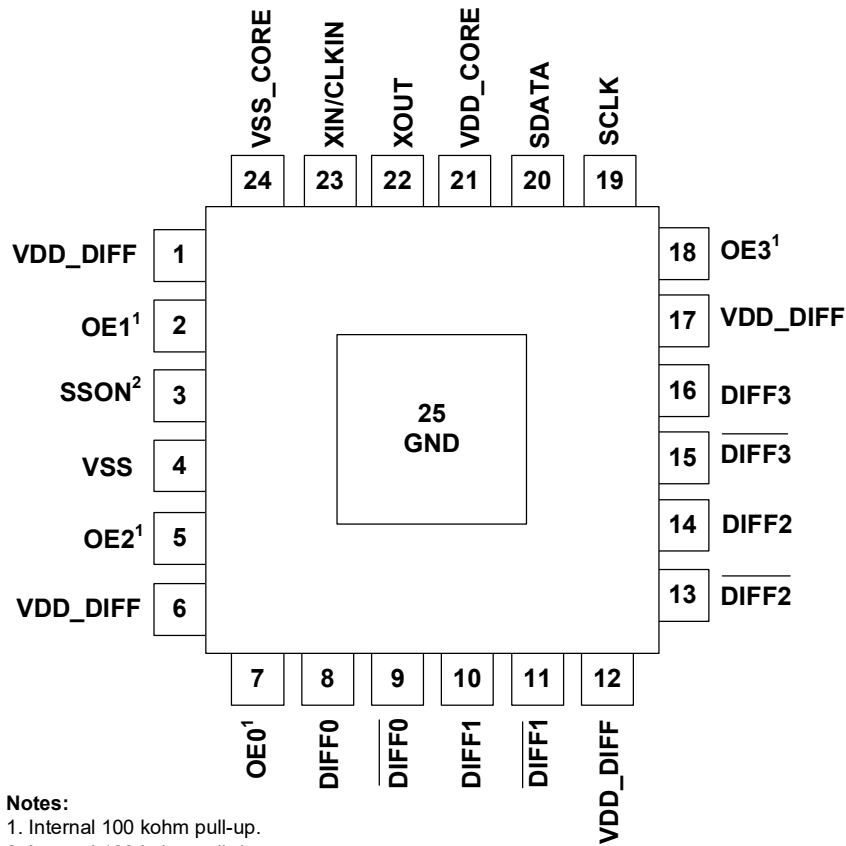 VSS_CORE
XIN/CLKIN
XOUT
VDD_CORE
SDATA
SCLK
24
23
22
21
20
19
VDD_DIFF 1
OE1¹ 2
SSON² 3
VSS 4
OE2¹ 5
VDD_DIFF 6
25
GND
18 OE3¹
17 VDD_DIFF
16 DIFF3
15 DIFF3
14 DIFF2
13 DIFF2
7
8
9
10
11
12
OE0¹
DIFF0
DIFF0
DIFF1
DIFF1
VDD_DIFF
Notes:
1. Internal 100 kohm pull-up.